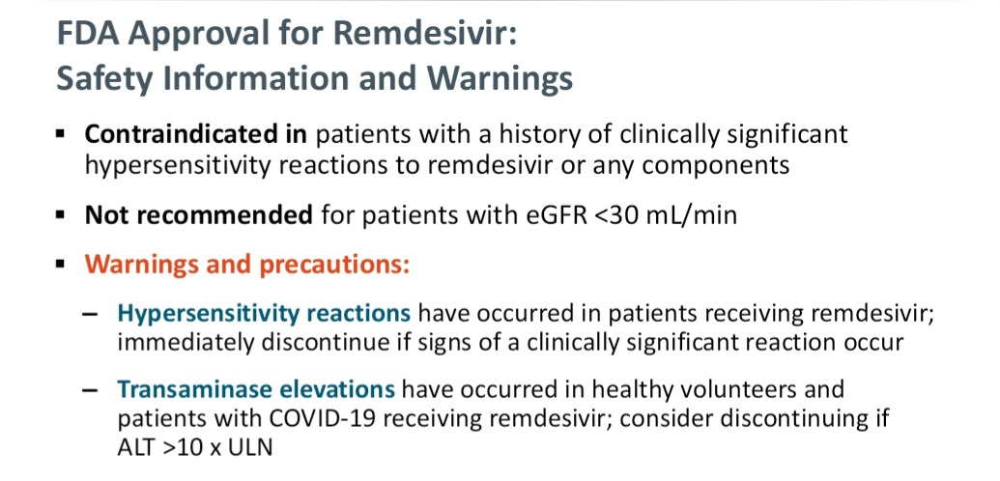 FDA Approval for Remdesivir:
Safety Information and Warnings
▪ Contraindicated in patients with a history of clinically significant
hypersensitivity reactions to remdesivir or any components
▪ Not recommended for patients with eGFR <30 mL/min
▪ Warnings and precautions:
– Hypersensitivity reactions have occurred in patients receiving remdesivir;
immediately discontinue if signs of a clinically significant reaction occur
– Transaminase elevations have occurred in healthy volunteers and
patients with COVID-19 receiving remdesivir; consider discontinuing if
ALT >10 x ULN